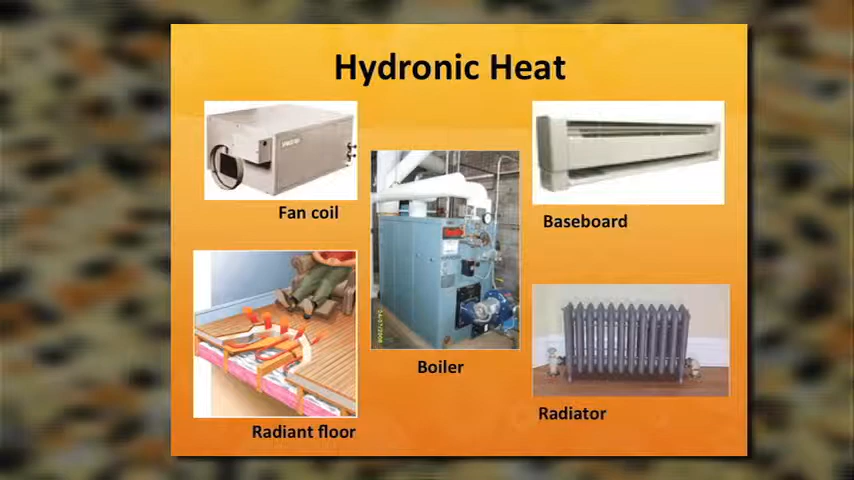 Hydronic Heat
Fan coil
Baseboard
Boiler
Radiant floor
Radiator